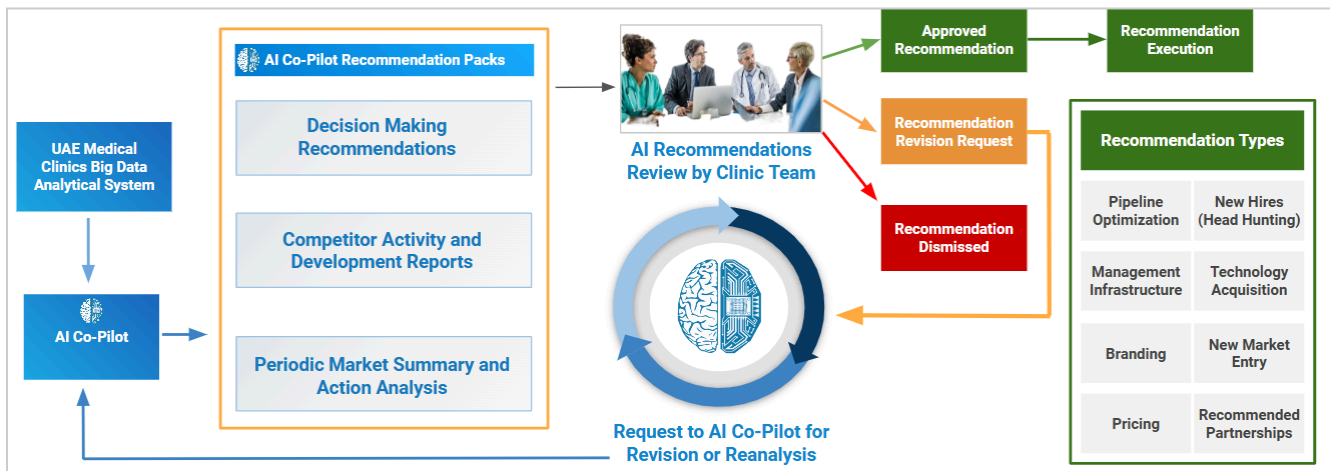 UAE Medical
Clinics Big Data
Analytical System
AI Co-Pilot
AI Co-Pilot Recommendation Packs
Decision Making
Recommendations
Competitor Activity and
Development Reports
Periodic Market Summary and
Action Analysis
AI Recommendations
Review by Clinic Team
Request to AI Co-Pilot for
Revision or Reanalysis
Approved
Recommendation
Recommendation
Execution
Recommendation
Revision Request
Recommendation
Dismissed
Recommendation Types
Pipeline
Optimization
New Hires
(Head Hunting)
Management
Infrastructure
Technology
Acquisition
Branding
New Market
Entry
Pricing
Recommended
Partnerships